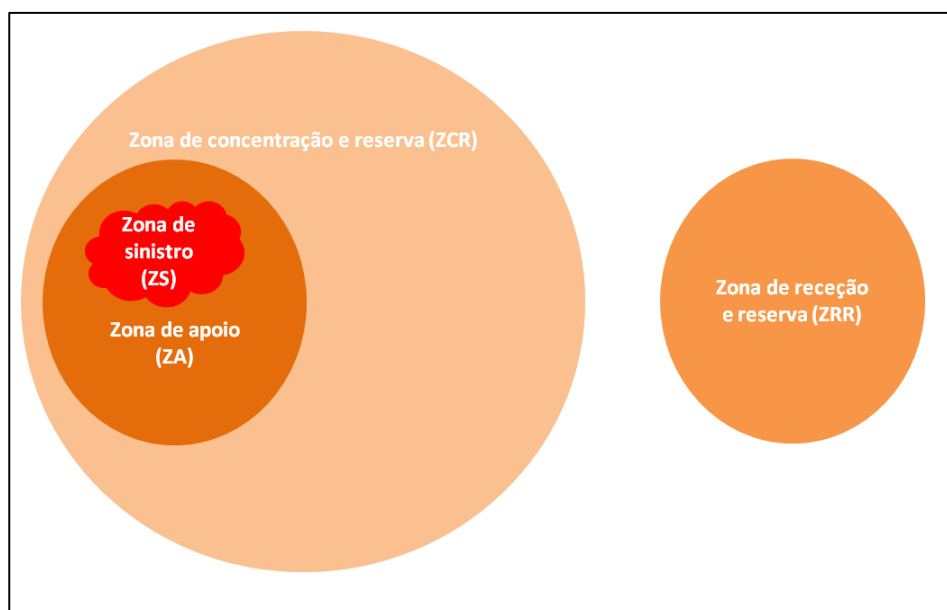 Zona de concentração e reserva (ZCR)
Zona de
sinistro
(ZS)
Zona de apoio
(ZA)
Zona de receção
e reserva (ZRR)